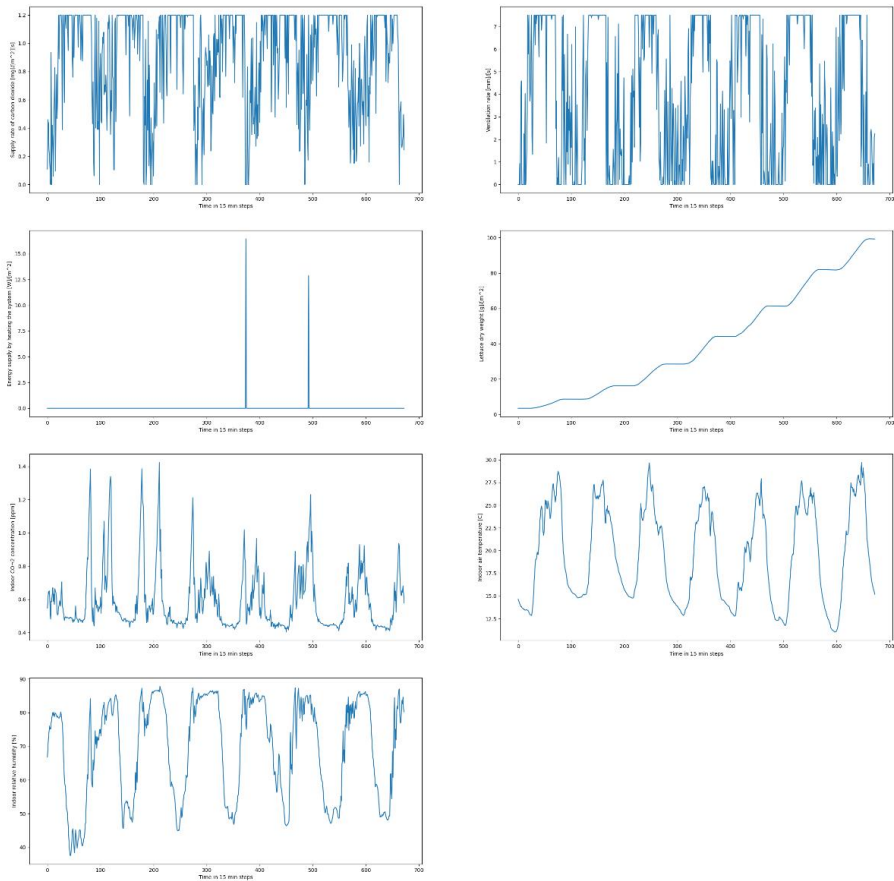 Supply rate of carbon dioxide [mg]/[m^2] [s]
1.2
1.0
0.8
0.6
0.4
0.2
0.0
0 100 200 300 400 500 600 700
Time in 15 min steps
Ventilation rate [mm]/[s]
7
6
5
4
3
2
1
0
0 100 200 300 400 500 600 700
Time in 15 min steps
Energy supply by heating the system [W]/[m^2]
15.0
12.5
10.0
7.5
5.0
2.5
0.0
0 100 200 300 400 500 600 700
Time in 15 min steps
Lettuce dry weight [g]/[m^2]
100
80
60
40
20
0
0 100 200 300 400 500 600 700
Time in 15 min steps
Indoor CO-2 concentration [ppm]
1.4
1.2
1.0
0.8
0.6
0.4
0 100 200 300 400 500 600 700
Time in 15 min steps
Indoor air temperature [C]
30.0
27.5
25.0
22.5
20.0
17.5
15.0
12.5
0 100 200 300 400 500 600 700
Time in 15 min steps
Indoor relative humidity [%]
90
80
70
60
50
40
0 100 200 300 400 500 600 700
Time in 15 min steps